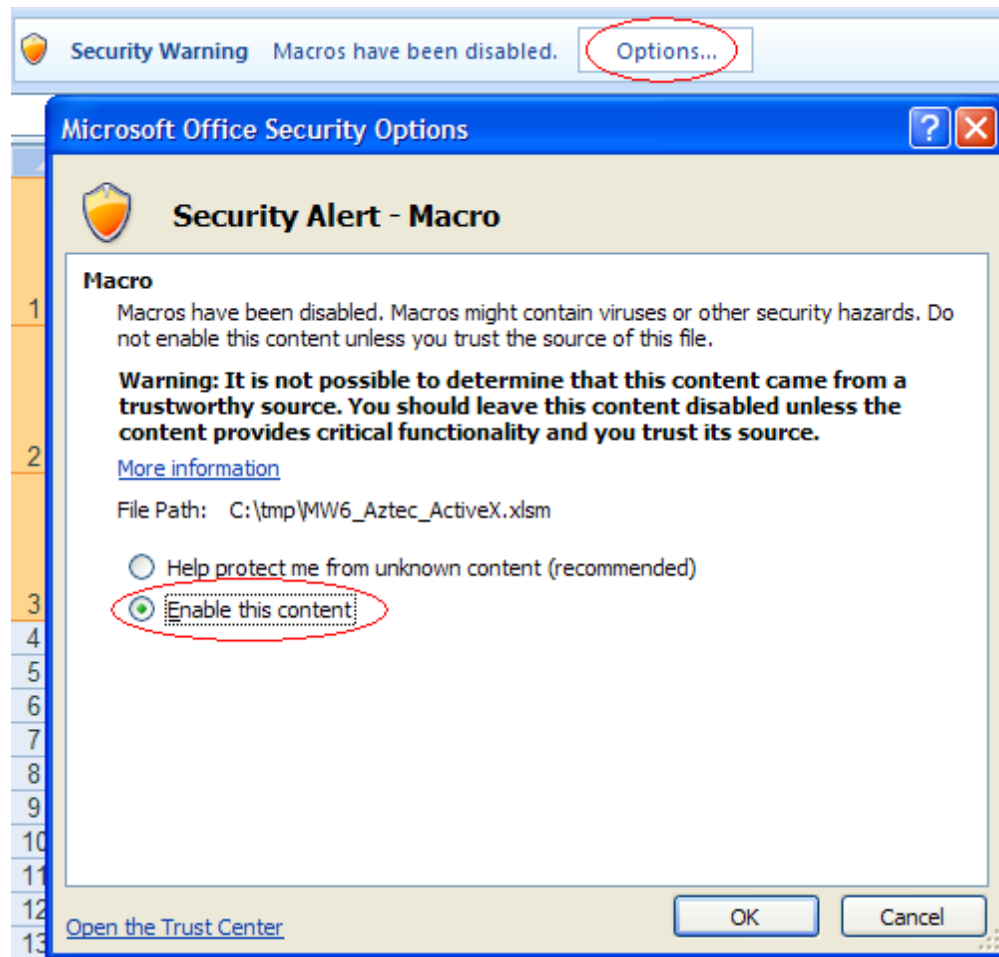 Security Warning Macros have been disabled. Options...
Microsoft Office Security Options
Security Alert - Macro
Macro
Macros have been disabled. Macros might contain viruses or other security hazards. Do
not enable this content unless you trust the source of this file.
Warning: It is not possible to determine that this content came from a
trustworthy source. You should leave this content disabled unless the
content provides critical functionality and you trust its source.
More information
File Path: C:\tmp\MW6_Aztec_ActiveX.xlsm
Help protect me from unknown content (recommended)
Enable this content
Open the Trust Center OK Cancel
1
2
3
4
5
6
7
8
9
10
11
12
13